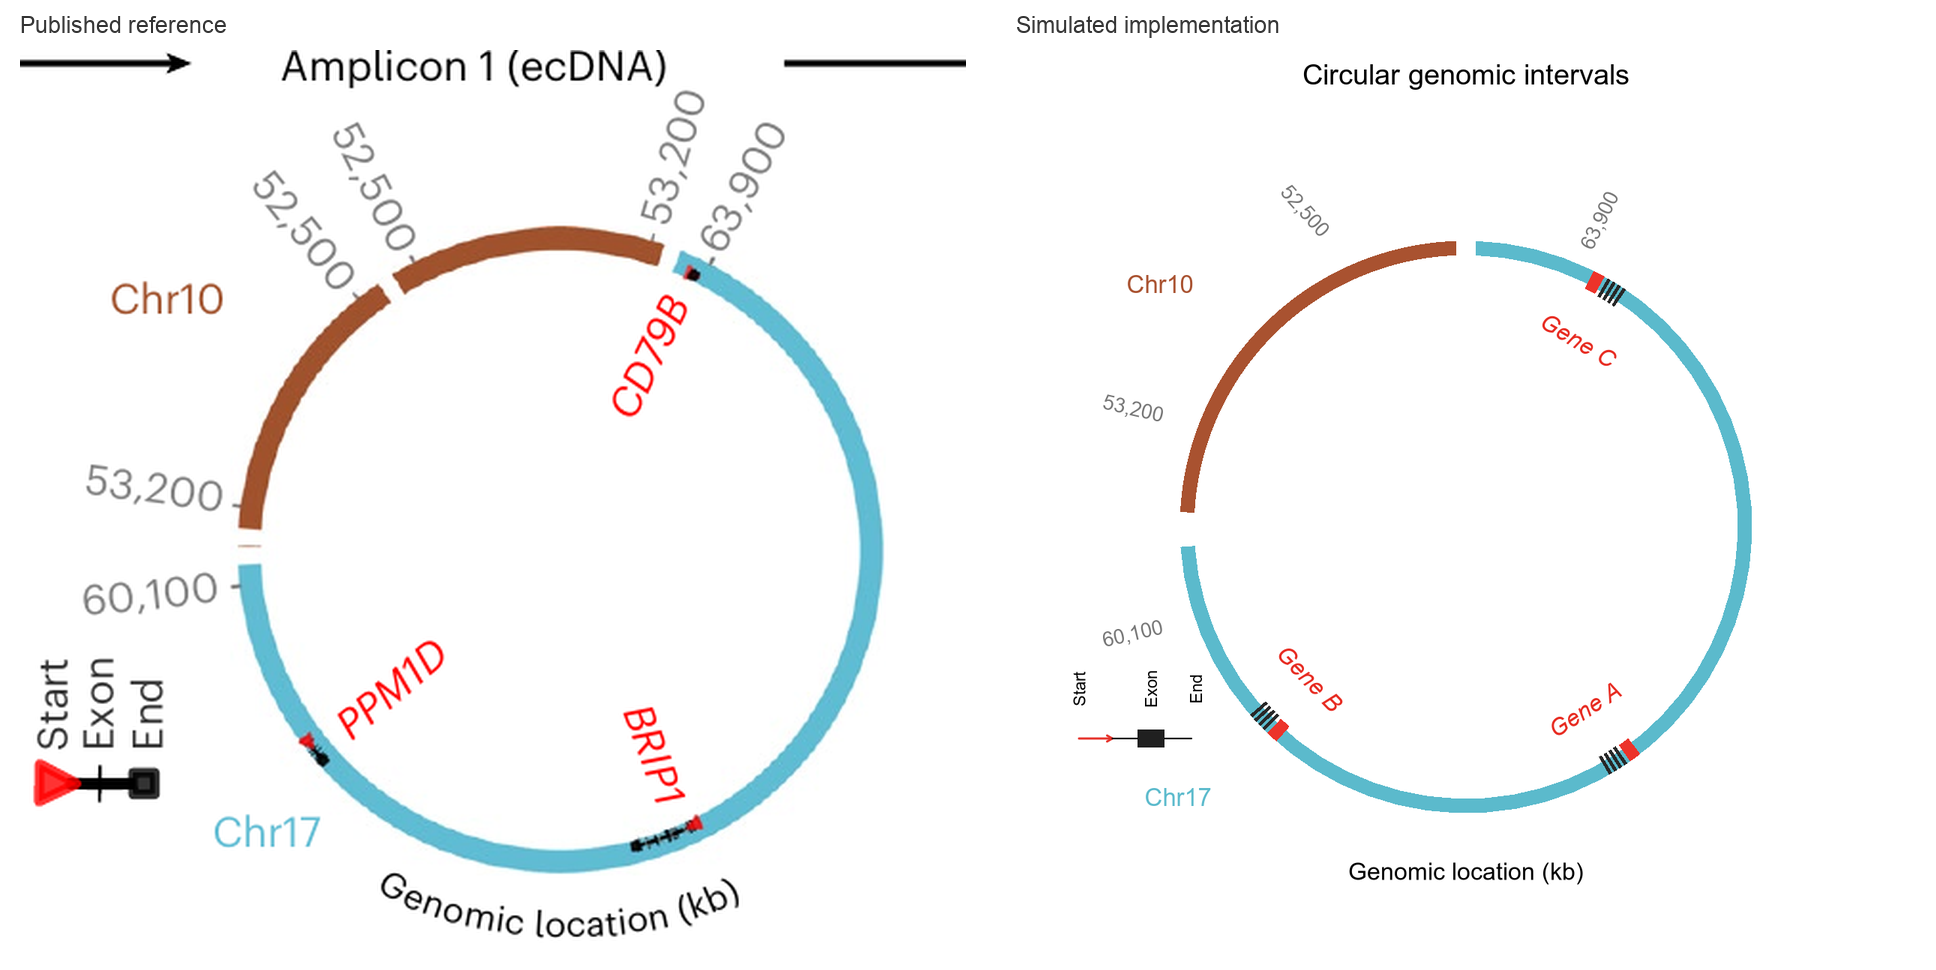 Published reference
Amplicon 1 (ecDNA)
52,500
52,500
53,200
63,900
Chr10
CD79B
53,200
60,100
Start
Exon
End
PPM1D
BRIP1
Chr17
Genomic location (kb)
Simulated implementation
Circular genomic intervals
52,500
63,900
Chr10
Gene C
53,200
60,100
Start
Exon
End
Gene B
Gene A
Chr17
Genomic location (kb)